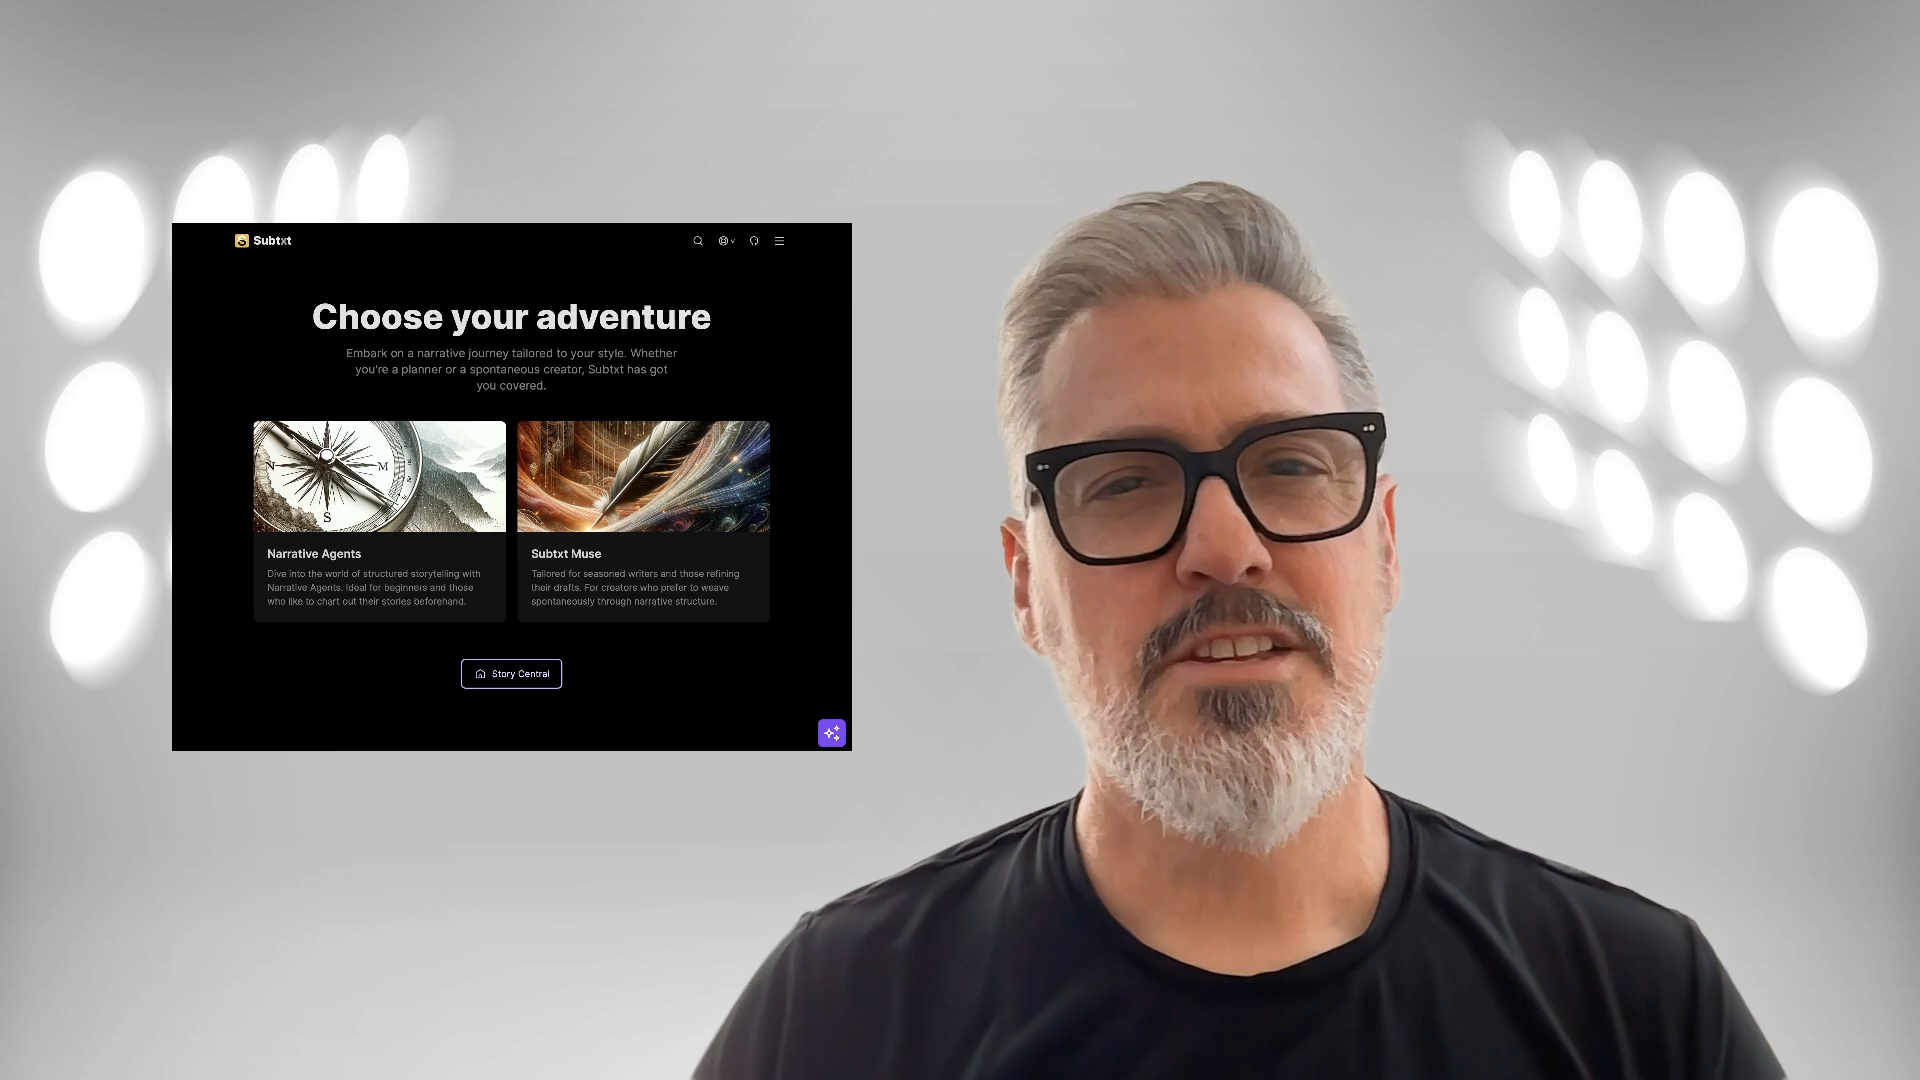 Subtxt
Choose your adventure
Embark on a narrative journey tailored to your style. Whether
you're a planner or a spontaneous creator, Subtxt has got
you covered.
N
M
S
Narrative Agents
Dive into the world of structured storytelling with
Narrative Agents. Ideal for beginners and those
who like to chart out their stories beforehand.
Subtxt Muse
Tailored for seasoned writers and those refining
their drafts. For creators who prefer to weave
spontaneously through narrative structure.
Story Central